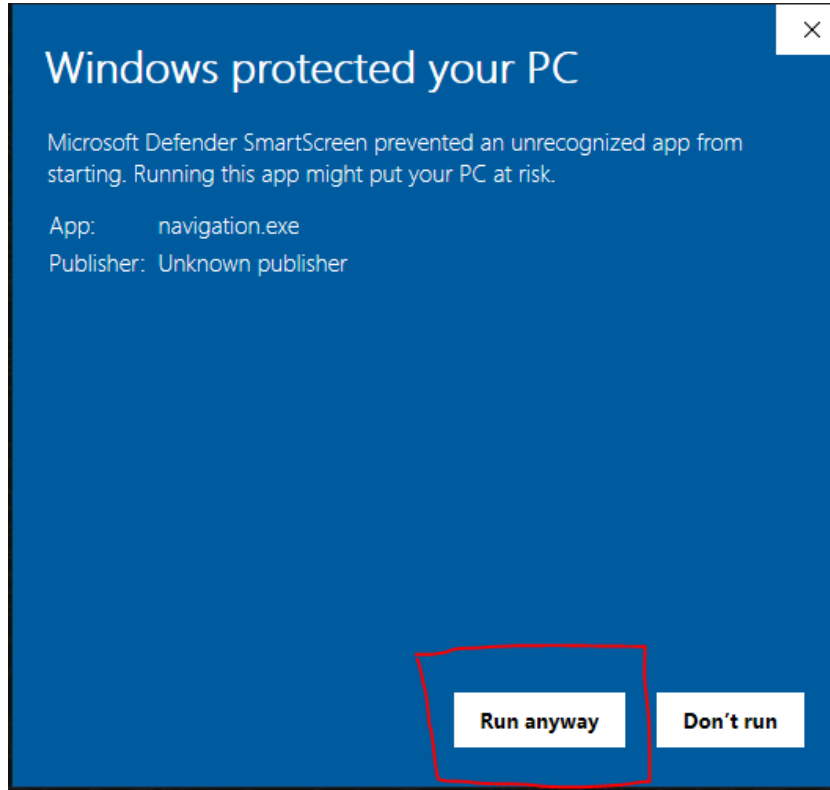 Windows protected your PC
Microsoft Defender SmartScreen prevented an unrecognized app from
starting. Running this app might put your PC at risk.
App: navigation.exe
Publisher: Unknown publisher
Run anyway Don't run